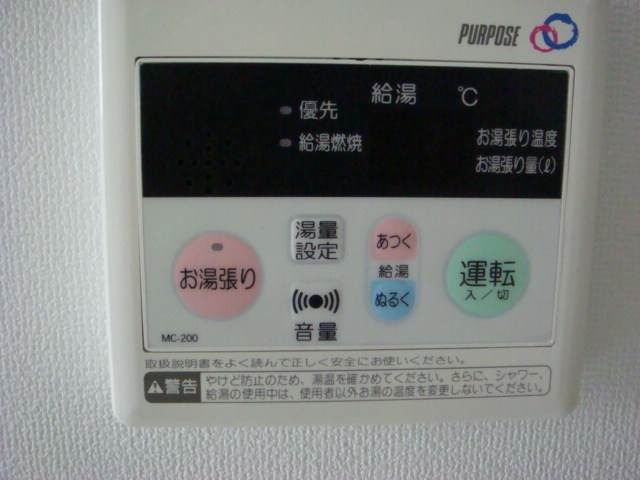 PURPOSE
給湯 ℃
優先
給湯燃焼
お湯張り温度
お湯張り量(ℓ)
お湯張り
湯量
設定
音量
あつく
給湯
ぬるく
運転
入/切
MC-200
取扱説明書をよく読んで正しく安全にお使いください。
警告
やけど防止のため、湯温を確かめてください。さらに、シャワー、
給湯の使用中は、使用者以外お湯の温度を変更しないでください。